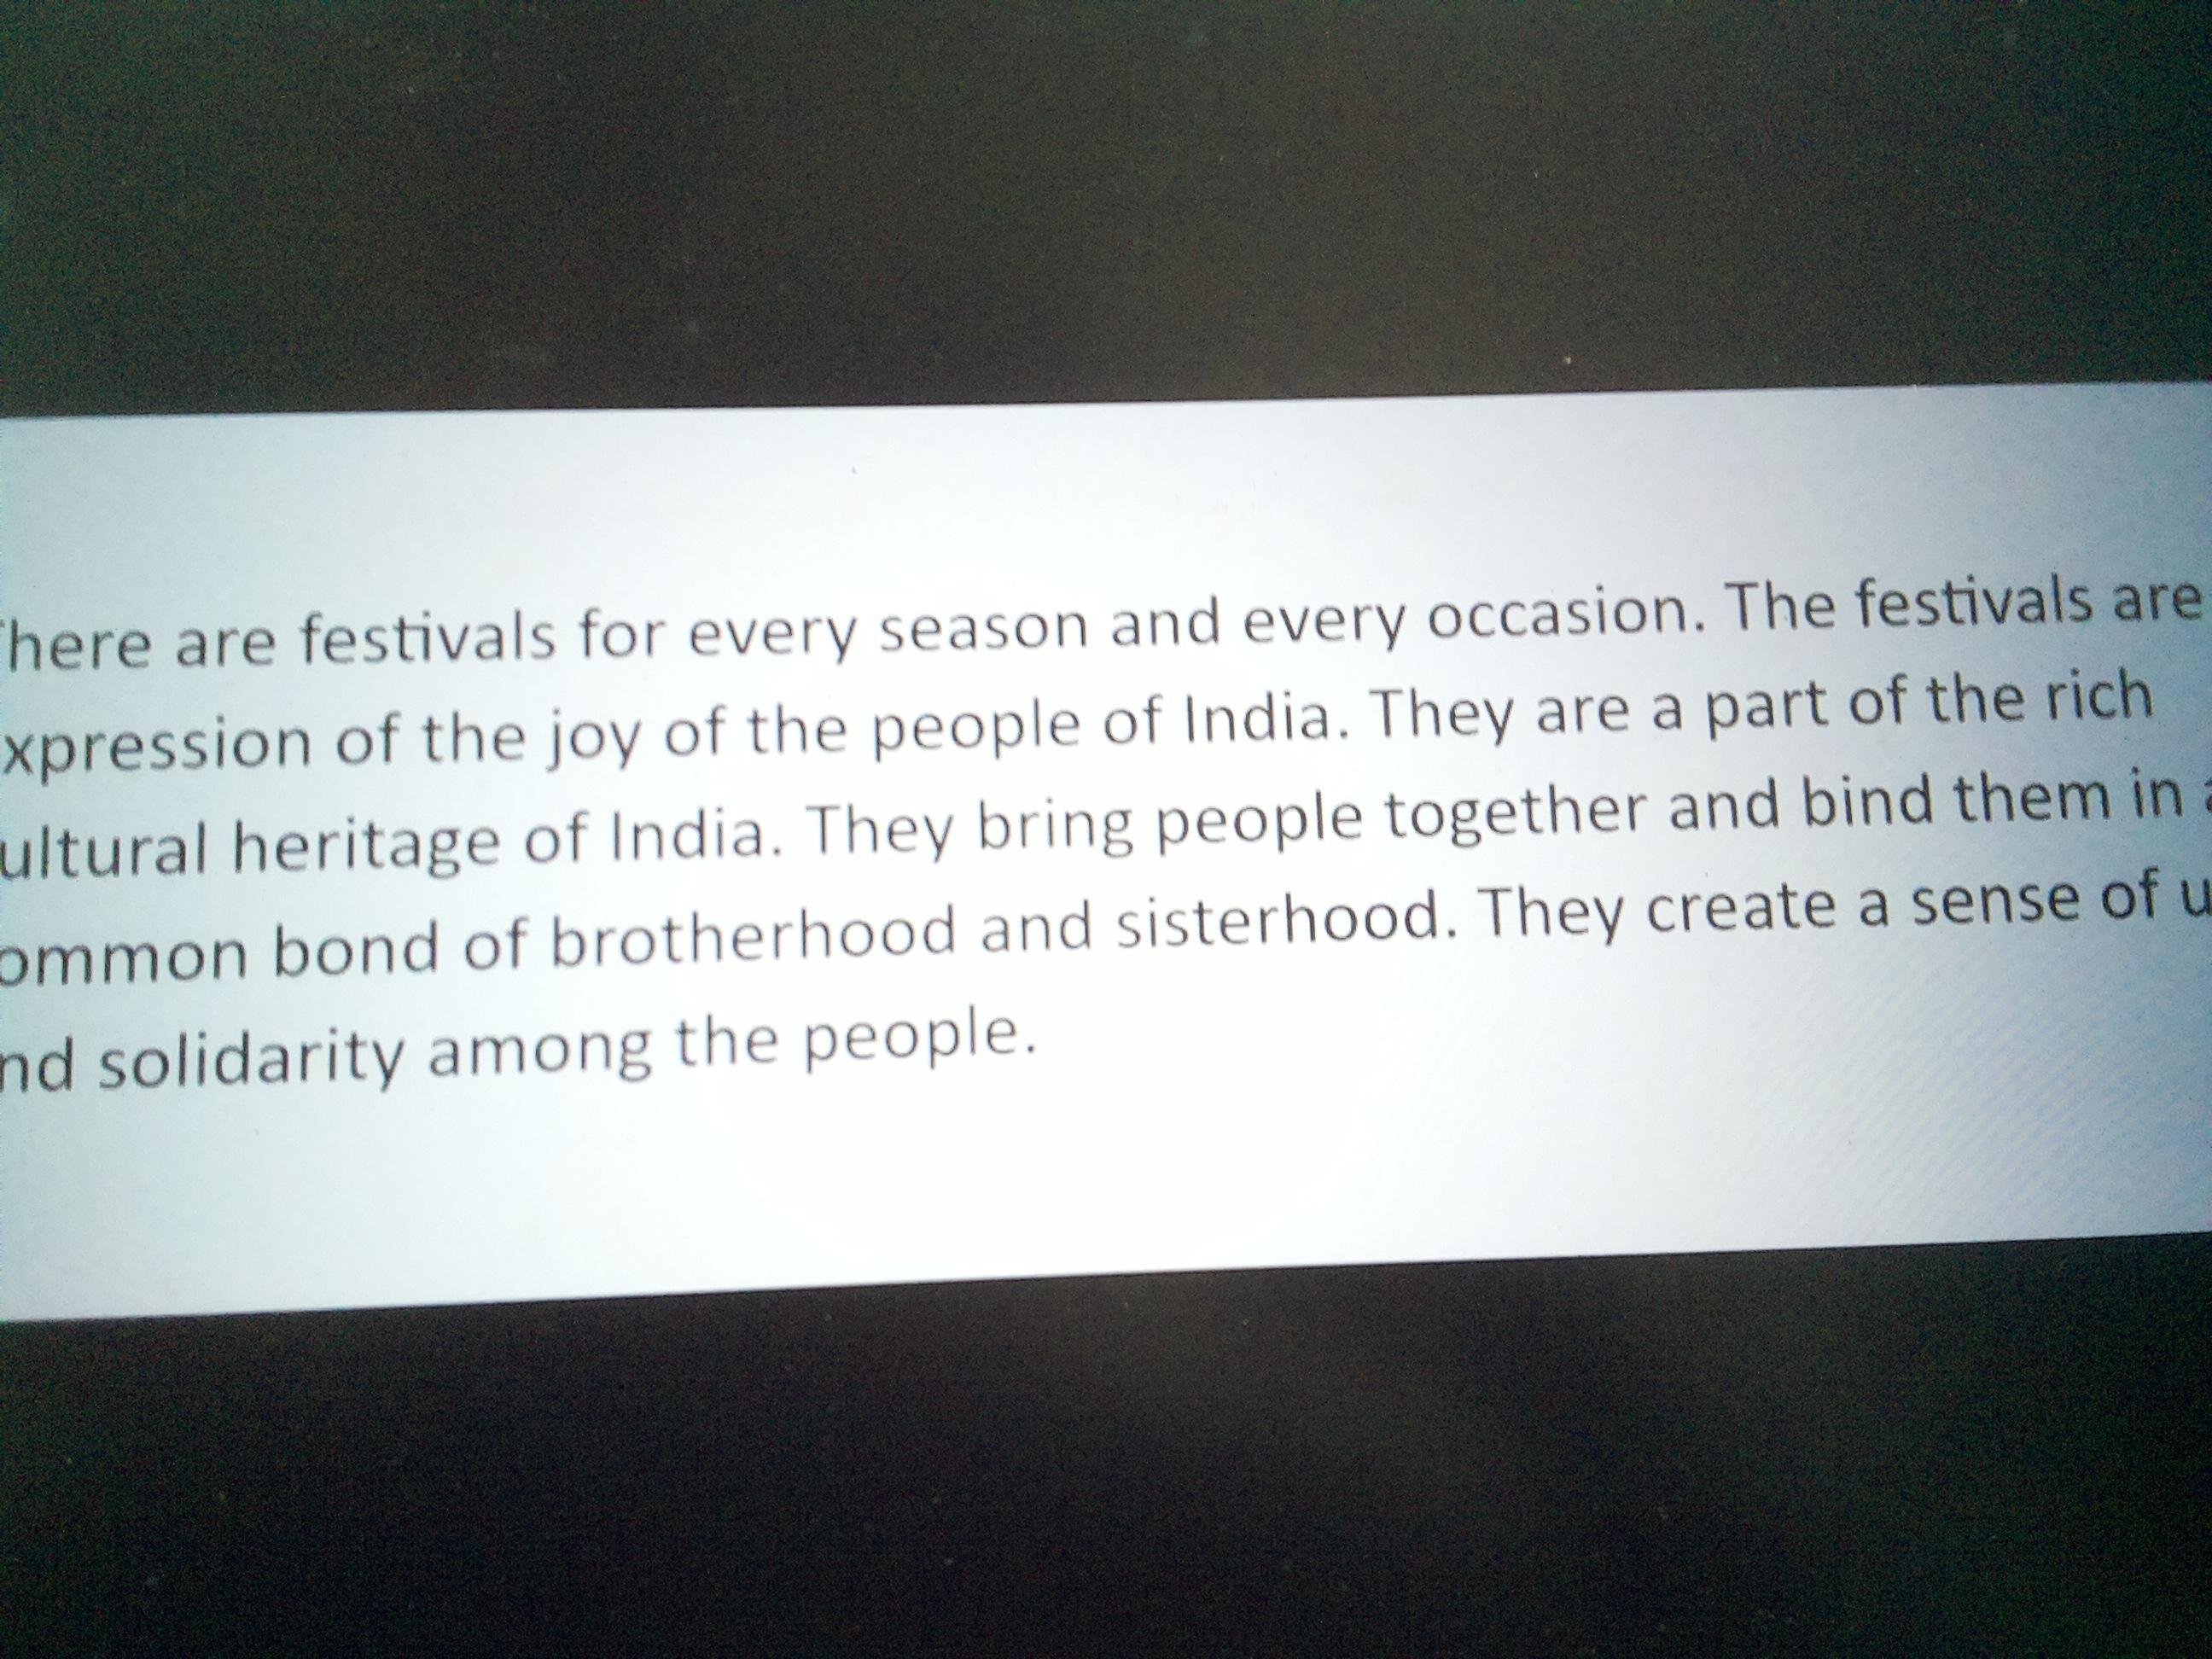 here are festivals for every season and every occasion. The festivals are
xpression of the joy of the people of India. They are a part of the rich
ultural heritage of India. They bring people together and bind them in
ommon bond of brotherhood and sisterhood. They create a sense of u
nd solidarity among the people.